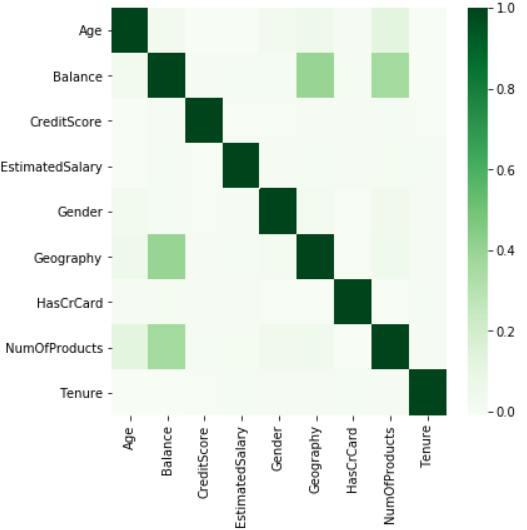 Age
Balance
CreditScore
EstimatedSalary
Gender
Geography
HasCrCard
NumOfProducts
Tenure
Age
Balance
CreditScore
EstimatedSalary
Gender
Geography
HasCrCard
NumOfProducts
Tenure
1.0
0.8
0.6
0.4
0.2
0.0